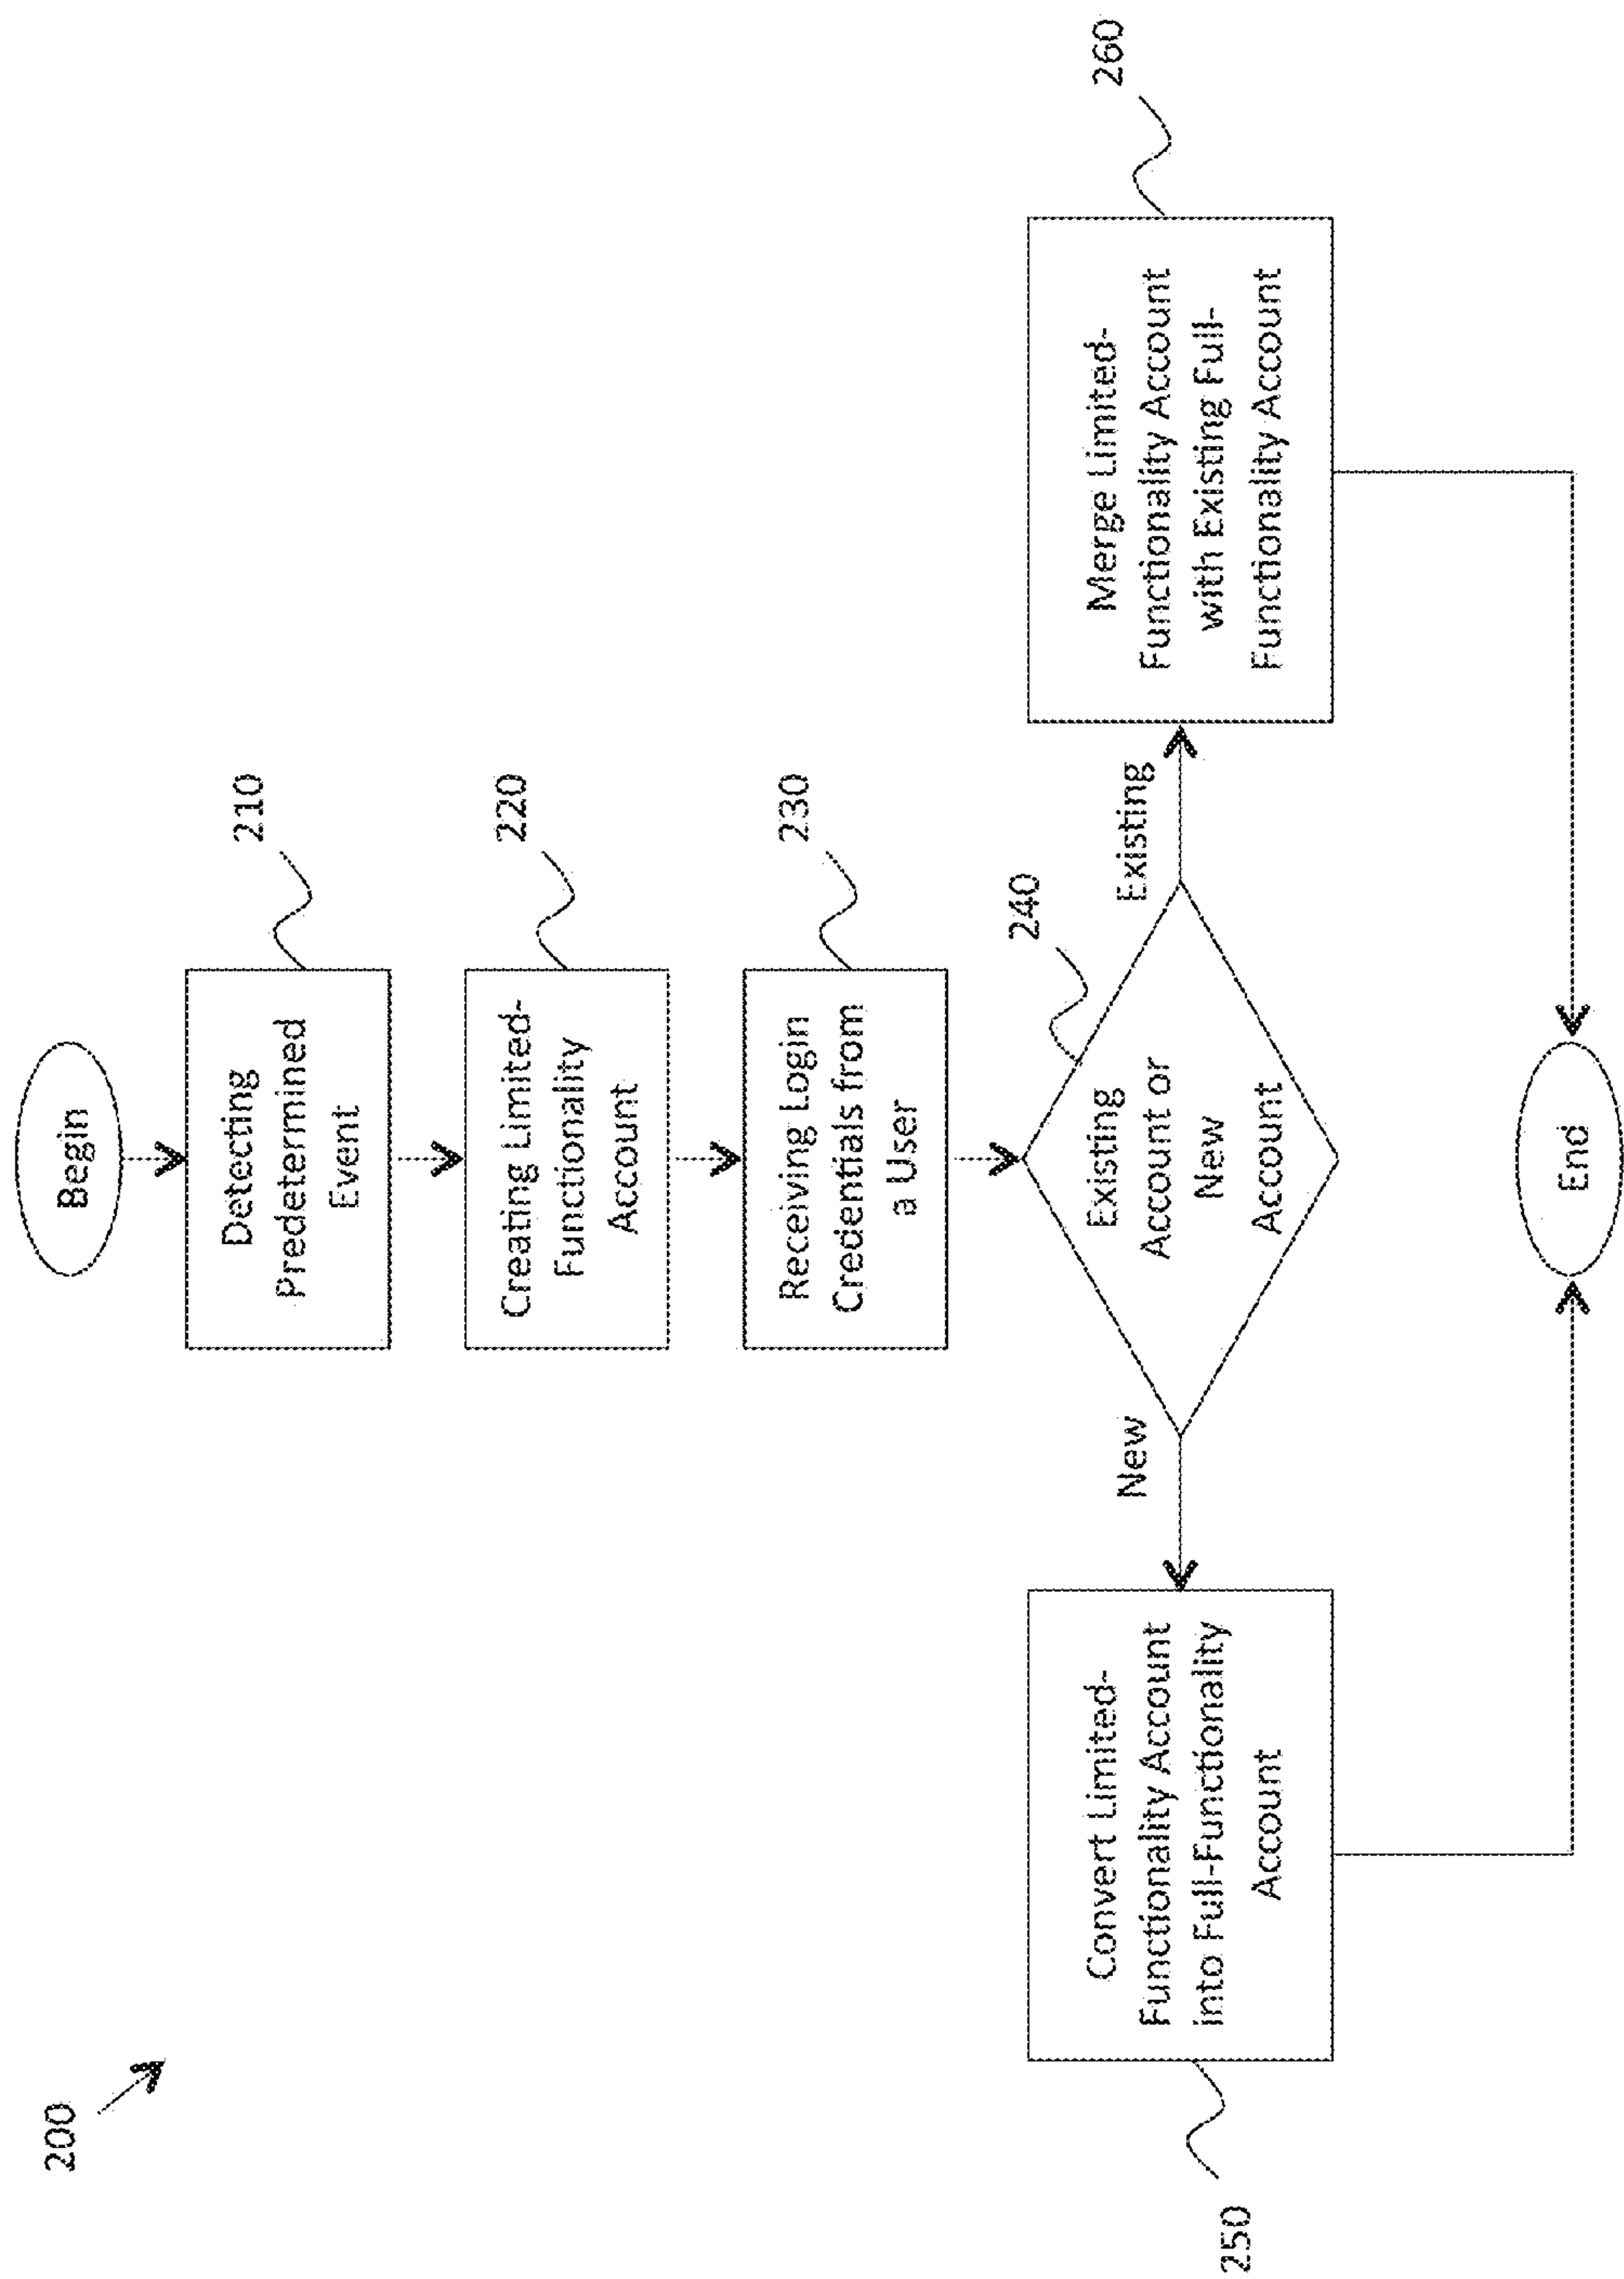 200
Begin
Detecting
Predetermined
Event
210
Creating Limited-
Functionality
Account
220
Receiving Login
Credentials from
a User
230
Existing
Account or
New
Account
240
New
Existing
Convert Limited-
Functionality Account
into Full-Functionality
Account
250
Merge Limited-
Functionality Account
with Existing Full-
Functionality Account
260
End